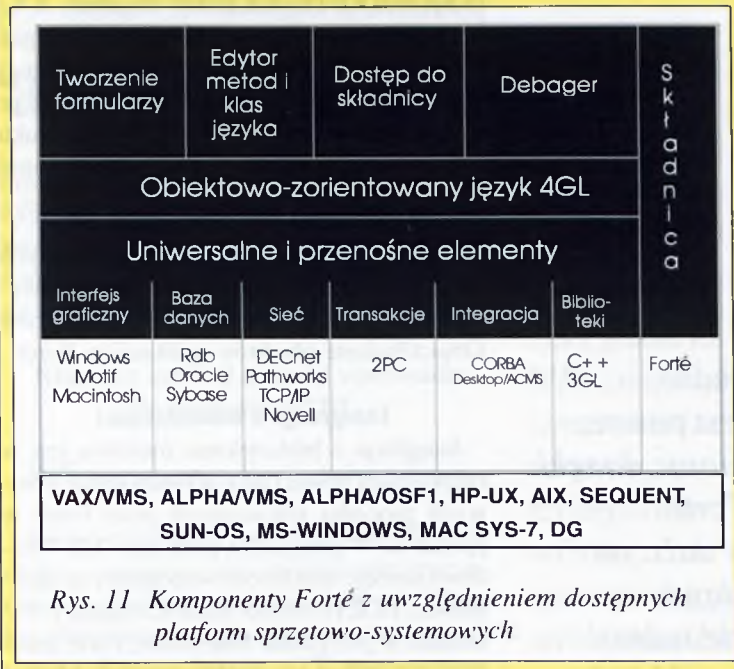 Tworzenie
formularzy
Edytor
metod i
klas
języka
Dostęp do
składnicy
Debager
Składnica
Obiektowo-zorientowany język 4GL
Uniwersalne i przenośne elementy
Interfejs
graficzny
Baza
danych
Sieć
Transakcje
Integracja
Biblio-
teki
Windows
Motif
Macintosh
Rdb
Oracle
Sybase
DECnet
Pathworks
TCP/IP
Novell
2PC
CORBA
Desktop/ACMS
C++
3GL
Forté
VAX/VMS, ALPHA/VMS, ALPHA/OSF1, HP-UX, AIX, SEQUENT,
SUN-OS, MS-WINDOWS, MAC SYS-7, DG
Rys. 11 Komponenty Forté z uwzględnieniem dostępnych
platform sprzętowo-systemowych